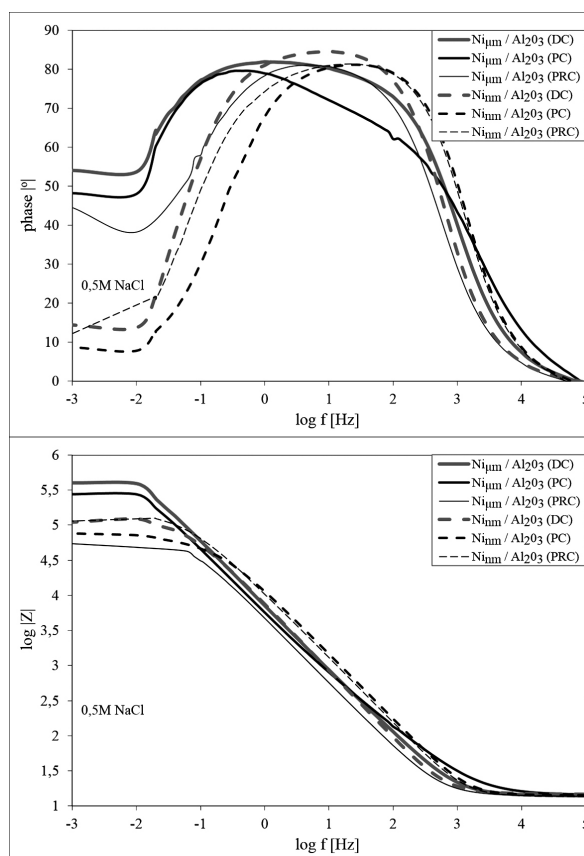 90
80
70
60
50
40
30
20
10
0
phase |º|
0,5M NaCl
Niμm / Al2O3 (DC)
Niμm / Al2O3 (PC)
Niμm / Al2O3 (PRC)
Ninm / Al2O3 (DC)
Ninm / Al2O3 (PC)
Ninm / Al2O3 (PRC)
-3 -2 -1 0 1 2 3 4 5
log f [Hz]
6
5,5
5
4,5
4
3,5
3
2,5
2
1,5
1
log |Z|
0,5M NaCl
Niμm / Al2O3 (DC)
Niμm / Al2O3 (PC)
Niμm / Al2O3 (PRC)
Ninm / Al2O3 (DC)
Ninm / Al2O3 (PC)
Ninm / Al2O3 (PRC)
-3 -2 -1 0 1 2 3 4 5
log f [Hz]